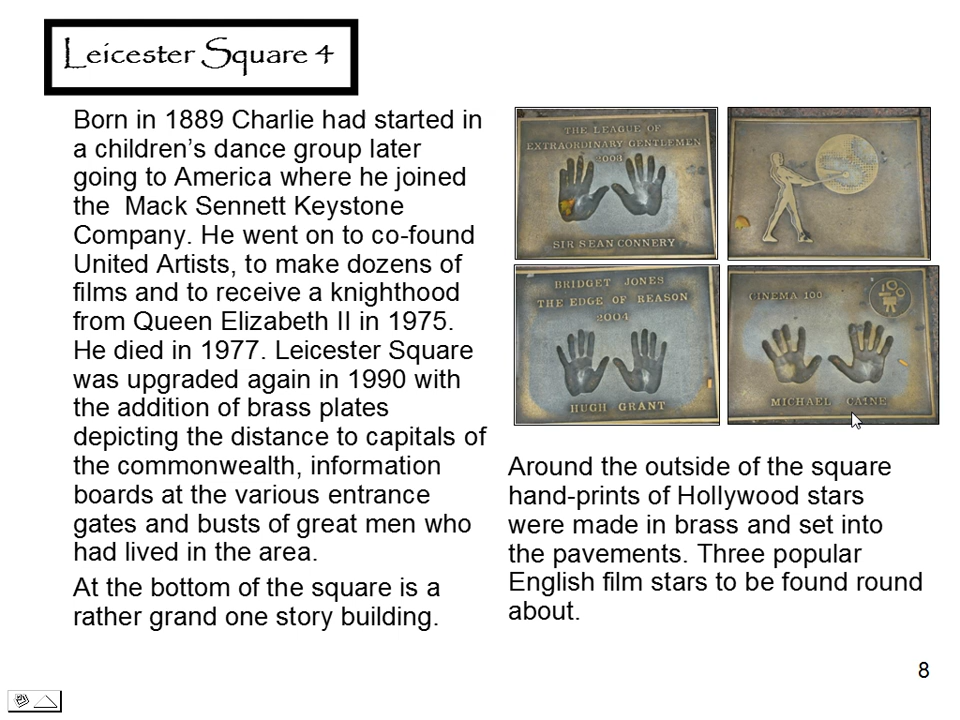 Leicester Square 4
Born in 1889 Charlie had started in
a children's dance group later
going to America where he joined
the  Mack Sennett Keystone
Company. He went on to co-found
United Artists, to make dozens of
films and to receive a knighthood
from Queen Elizabeth II in 1975.
He died in 1977. Leicester Square
was upgraded again in 1990 with
the addition of brass plates
depicting the distance to capitals of
the commonwealth, information
boards at the various entrance
gates and busts of great men who
had lived in the area.
At the bottom of the square is a
rather grand one story building.
THE LEAGUE OF
EXTRAORDINARY GENTLEMEN
2003
SIR SEAN CONNERY
BRIDGET JONES
THE EDGE OF REASON
2004
HUGH GRANT
CINEMA 100
MICHAEL CAINE
Around the outside of the square
hand-prints of Hollywood stars
were made in brass and set into
the pavements. Three popular
English film stars to be found round
about.
8